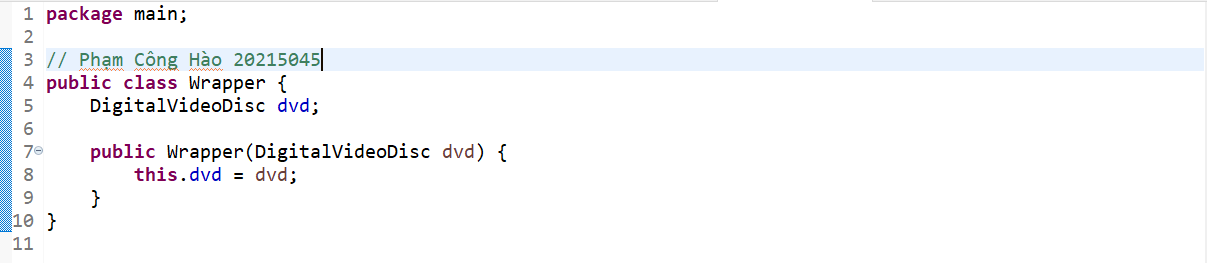 1 package main;
2
3 // Phạm Công Hào 20215045
4 public class Wrapper {
5     DigitalVideoDisc dvd;
6
7     public Wrapper(DigitalVideoDisc dvd) {
8         this.dvd = dvd;
9     }
10 }
11